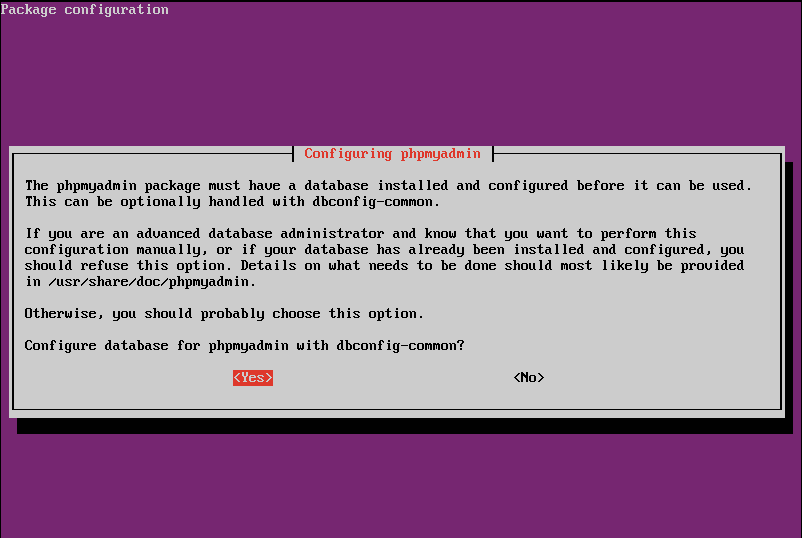 Package configuration
Configuring phpmyadmin
The phpmyadmin package must have a database installed and configured before it can be used.
This can be optionally handled with dbconfig-common.
If you are an advanced database administrator and know that you want to perform this
configuration manually, or if your database has already been installed and configured, you
should refuse this option. Details on what needs to be done should most likely be provided
in /usr/share/doc/phpmyadmin.
Otherwise, you should probably choose this option.
Configure database for phpmyadmin with dbconfig-common?
<Yes> <No>